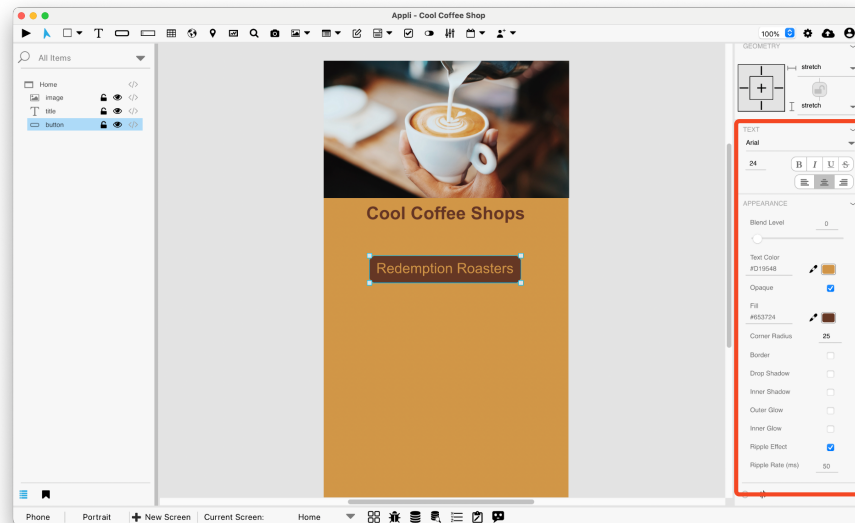 Appli - Cool Coffee Shop
100%
All Items
GEOMETRY
stretch
stretch
Home </>
image </>
title </>
button </>
TEXT
Arial
24 B I U S
APPEARANCE
Blend Level 0
Text Color
#D19548
Opaque
Fill
#653724
Corner Radius 25
Border
Drop Shadow
Inner Shadow
Outer Glow
Inner Glow
Ripple Effect
Ripple Rate (ms) 50
Cool Coffee Shops
Redemption Roasters
Phone Portrait New Screen Current Screen: Home